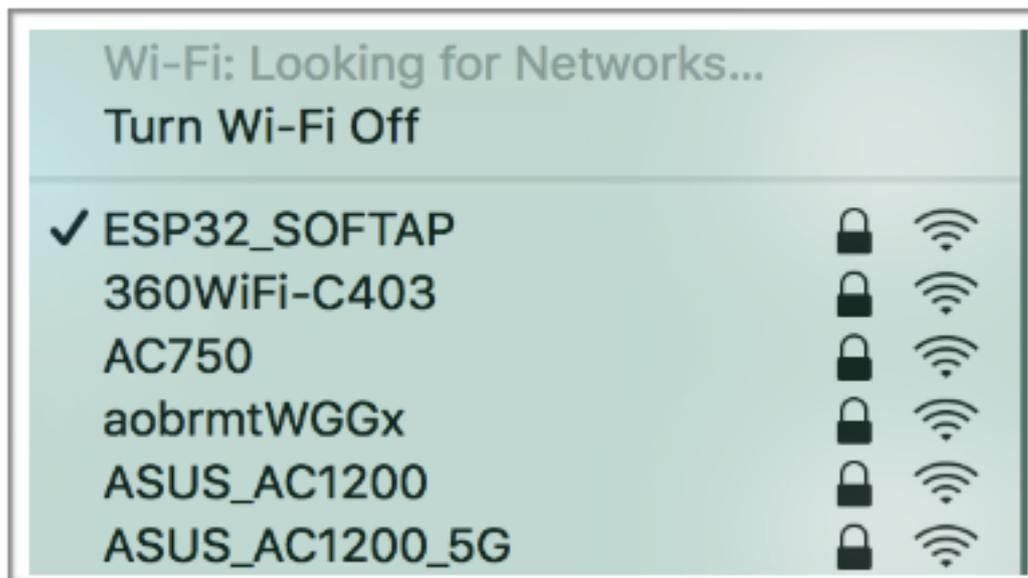 Wi-Fi: Looking for Networks...
Turn Wi-Fi Off
ESP32_SOFTAP
360WiFi-C403
AC750
aobrmtWGGx
ASUS_AC1200
ASUS_AC1200_5G